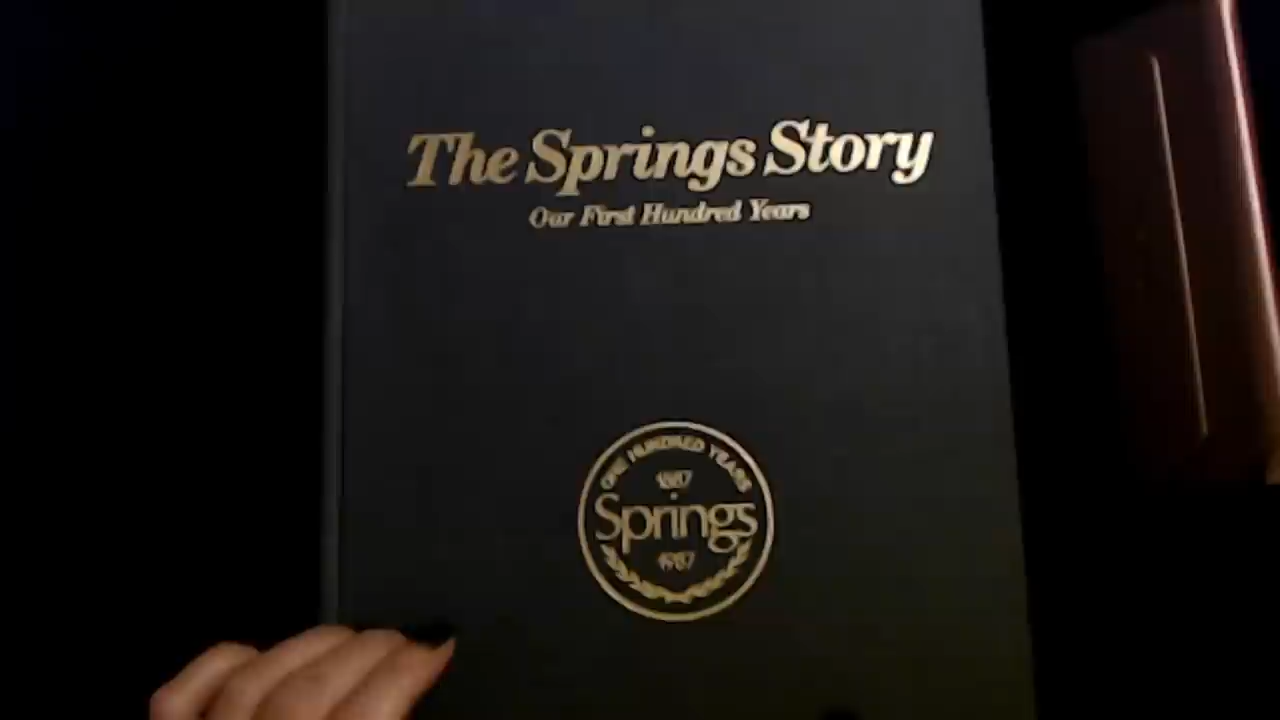 The Springs Story
Our First Hundred Years
ONE HUNDRED YEARS
1887
Springs
1987